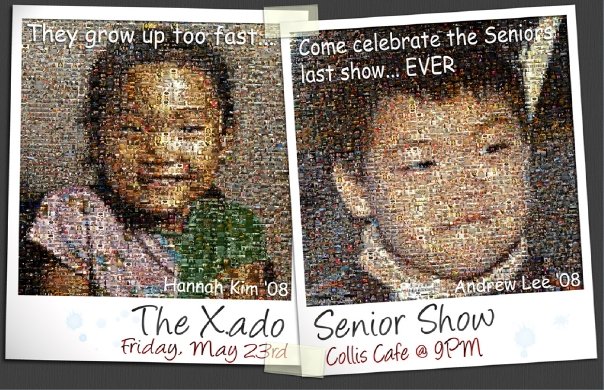 They grow up too fast...
Hannah Kim '08
Come celebrate the Seniors
last show... EVER
Andrew Lee '08
The X.ado Senior Show
Friday, May 23rd
Collis Cafe @ 9PM